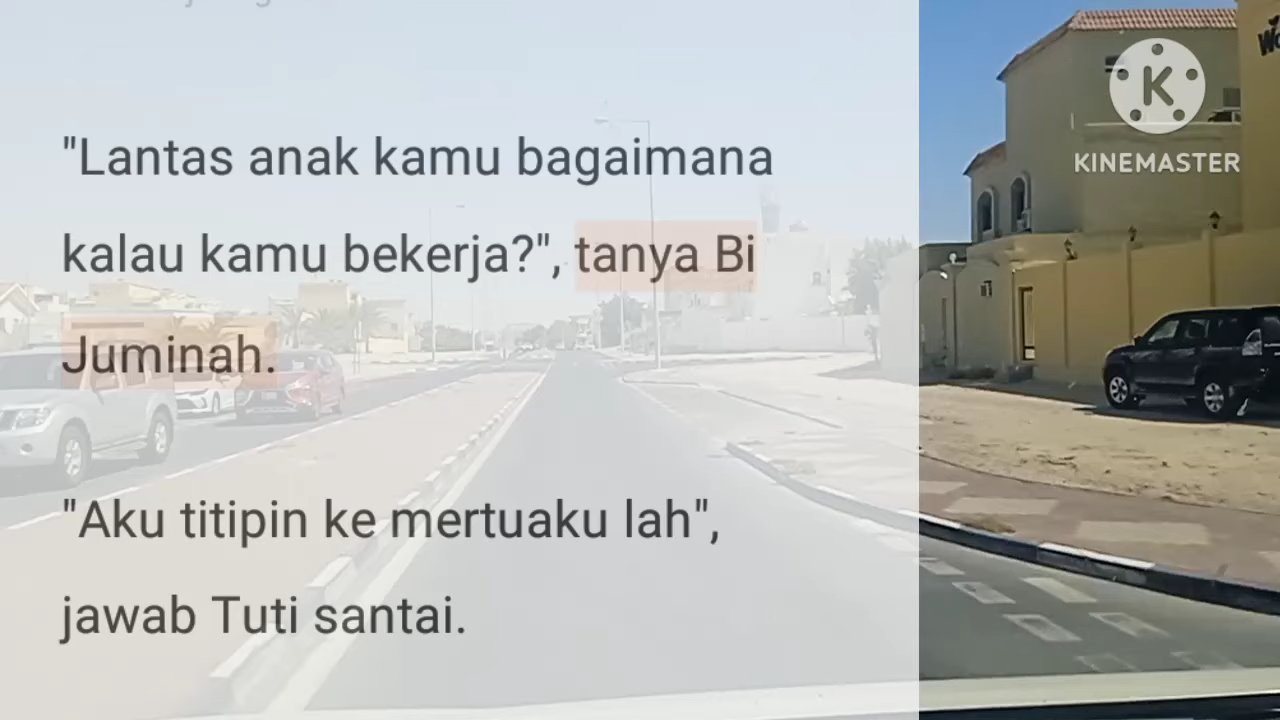 "Lantas anak kamu bagaimana
kalau kamu bekerja?", tanya Bi
Juminah.
"Aku titipin ke mertuaku lah",
jawab Tuti santai.
KINEMASTER